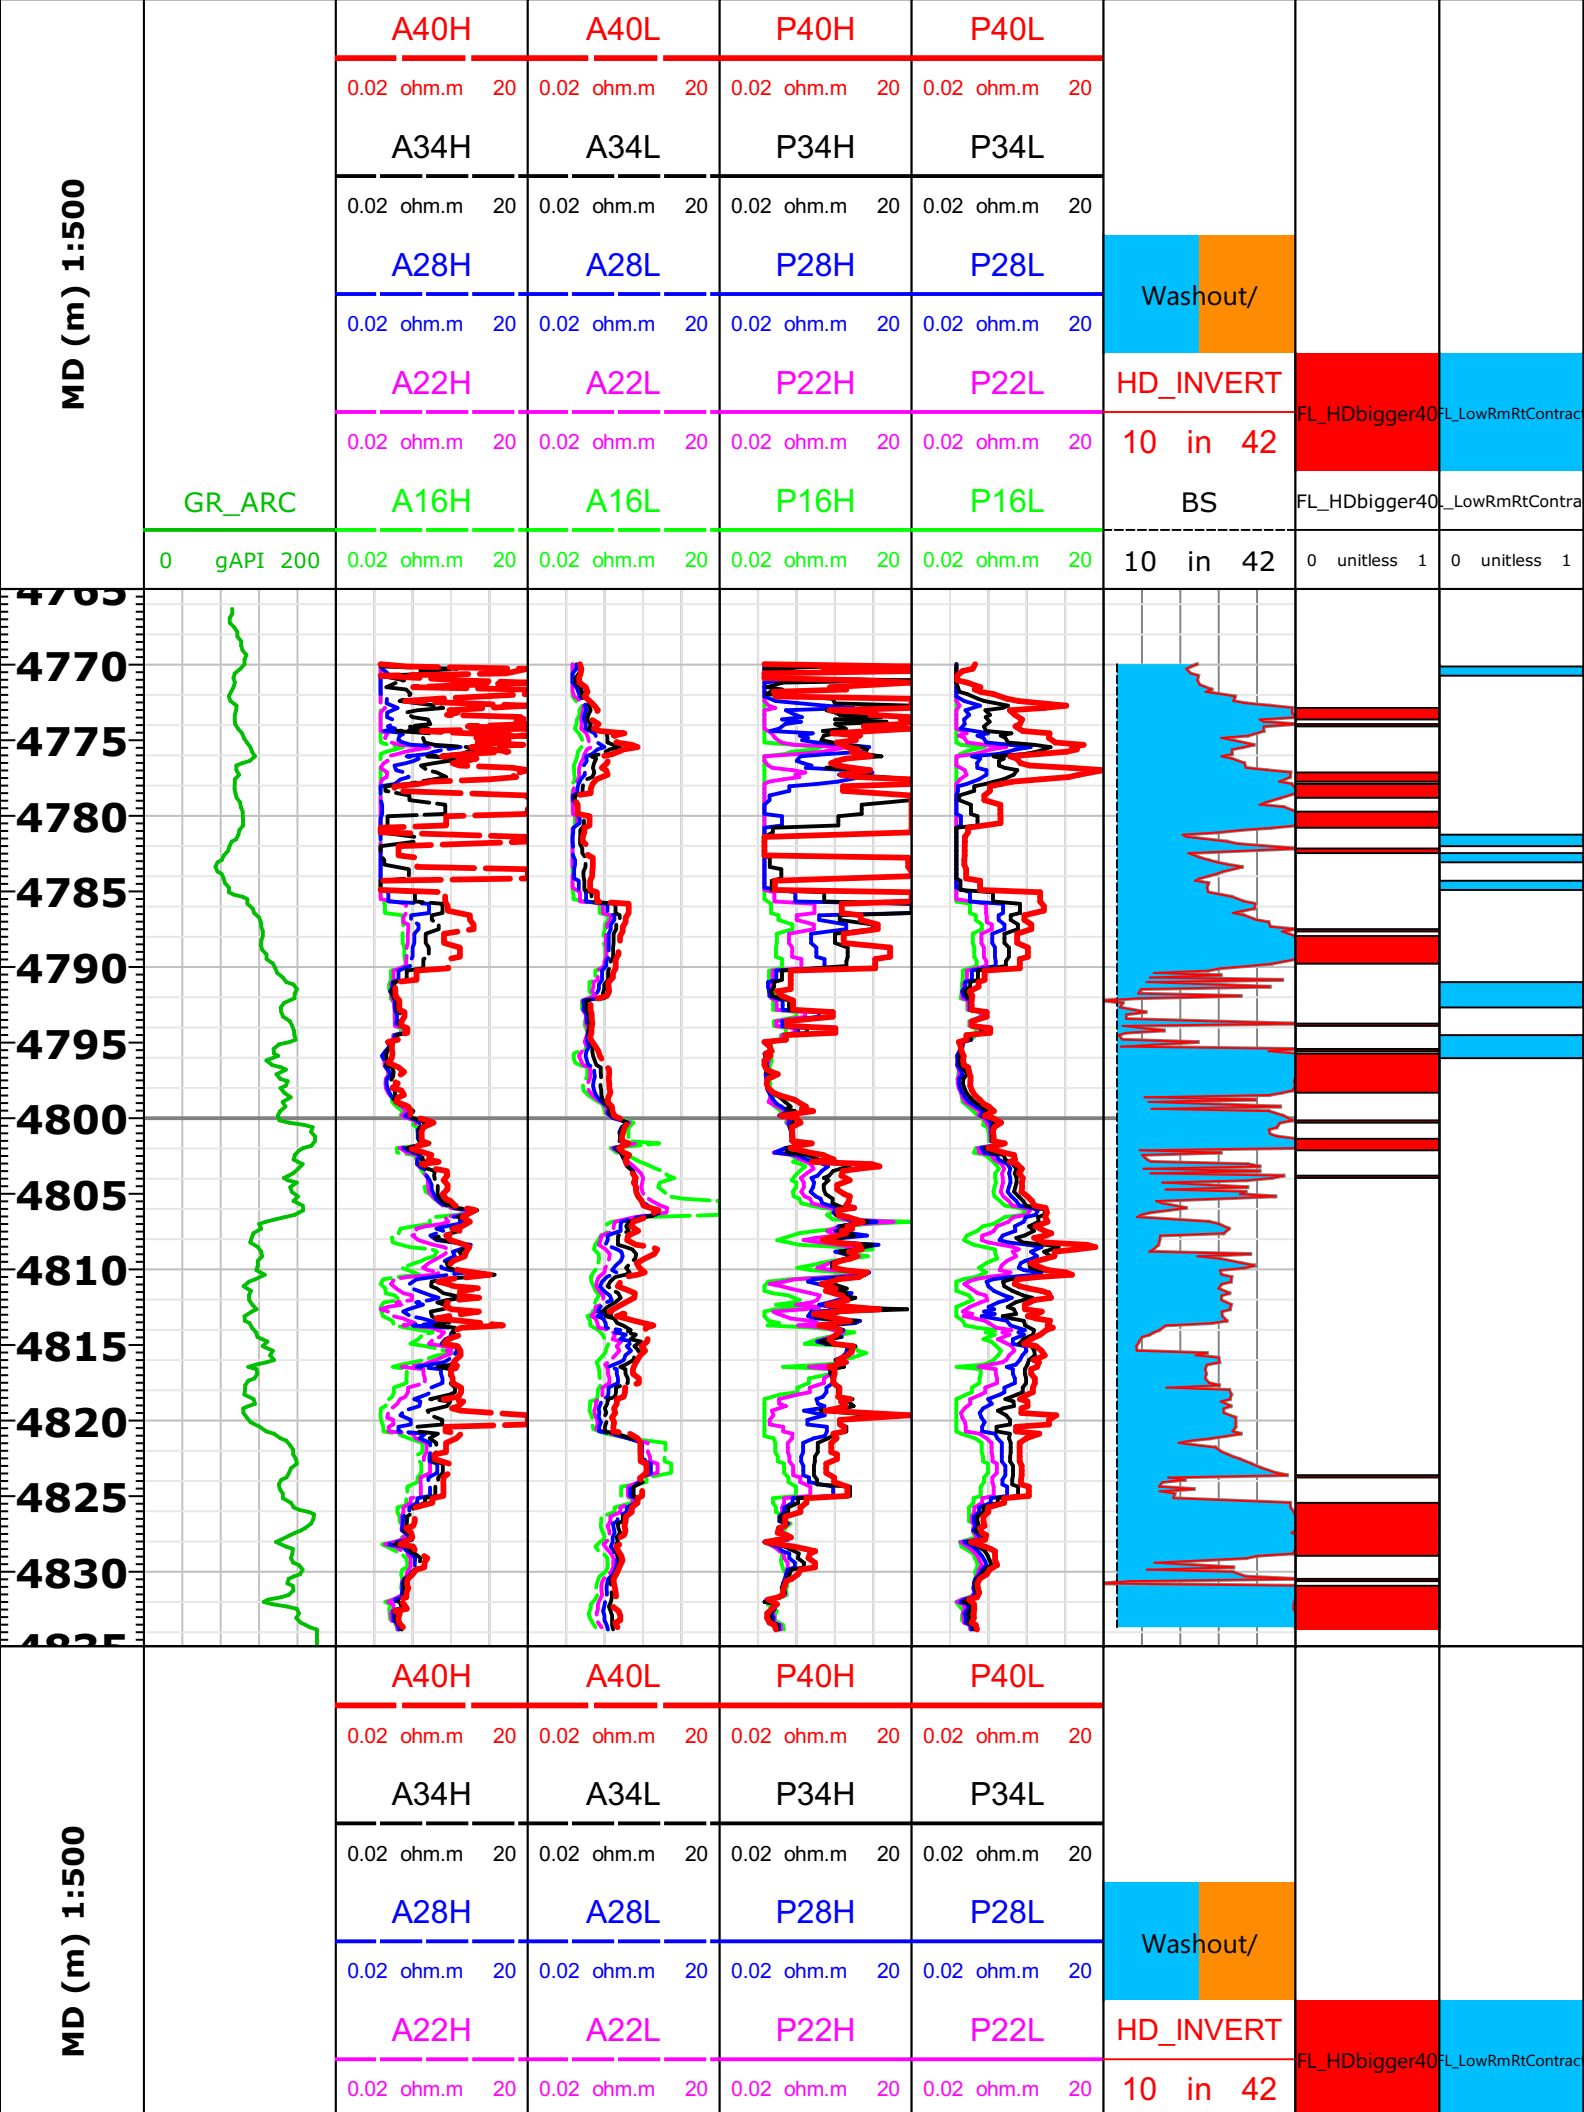 A40H A40L P40H P40L
0.02 ohm.m 20 0.02 ohm.m 20 0.02 ohm.m 20 0.02 ohm.m 20
A34H A34L P34H P34L
0.02 ohm.m 20 0.02 ohm.m 20 0.02 ohm.m 20 0.02 ohm.m 20
MD (m) 1:500
A28H A28L P28H P28L
Washout/
0.02 ohm.m 20 0.02 ohm.m 20 0.02 ohm.m 20 0.02 ohm.m 20
A22H A22L P22H P22L HD_INVERT
FL_HDbigger40 FL_LowRmRtContrac
0.02 ohm.m 20 0.02 ohm.m 20 0.02 ohm.m 20 0.02 ohm.m 20 10 in 42
GR_ARC A16H A16L P16H P16L BS FL_HDbigger40 _LowRmRtContra
0 gAPI 200 0.02 ohm.m 20 0.02 ohm.m 20 0.02 ohm.m 20 0.02 ohm.m 20 10 in 42 0 unitless 1 0 unitless 1
4765
4770
4775
4780
4785
4790
4795
4800
4805
4810
4815
4820
4825
4830
4835
A40H A40L P40H P40L
0.02 ohm.m 20 0.02 ohm.m 20 0.02 ohm.m 20 0.02 ohm.m 20
A34H A34L P34H P34L
0.02 ohm.m 20 0.02 ohm.m 20 0.02 ohm.m 20 0.02 ohm.m 20
MD (m) 1:500
A28H A28L P28H P28L
Washout/
0.02 ohm.m 20 0.02 ohm.m 20 0.02 ohm.m 20 0.02 ohm.m 20
A22H A22L P22H P22L HD_INVERT
FL_HDbigger40 FL_LowRmRtContrac
0.02 ohm.m 20 0.02 ohm.m 20 0.02 ohm.m 20 0.02 ohm.m 20 10 in 42